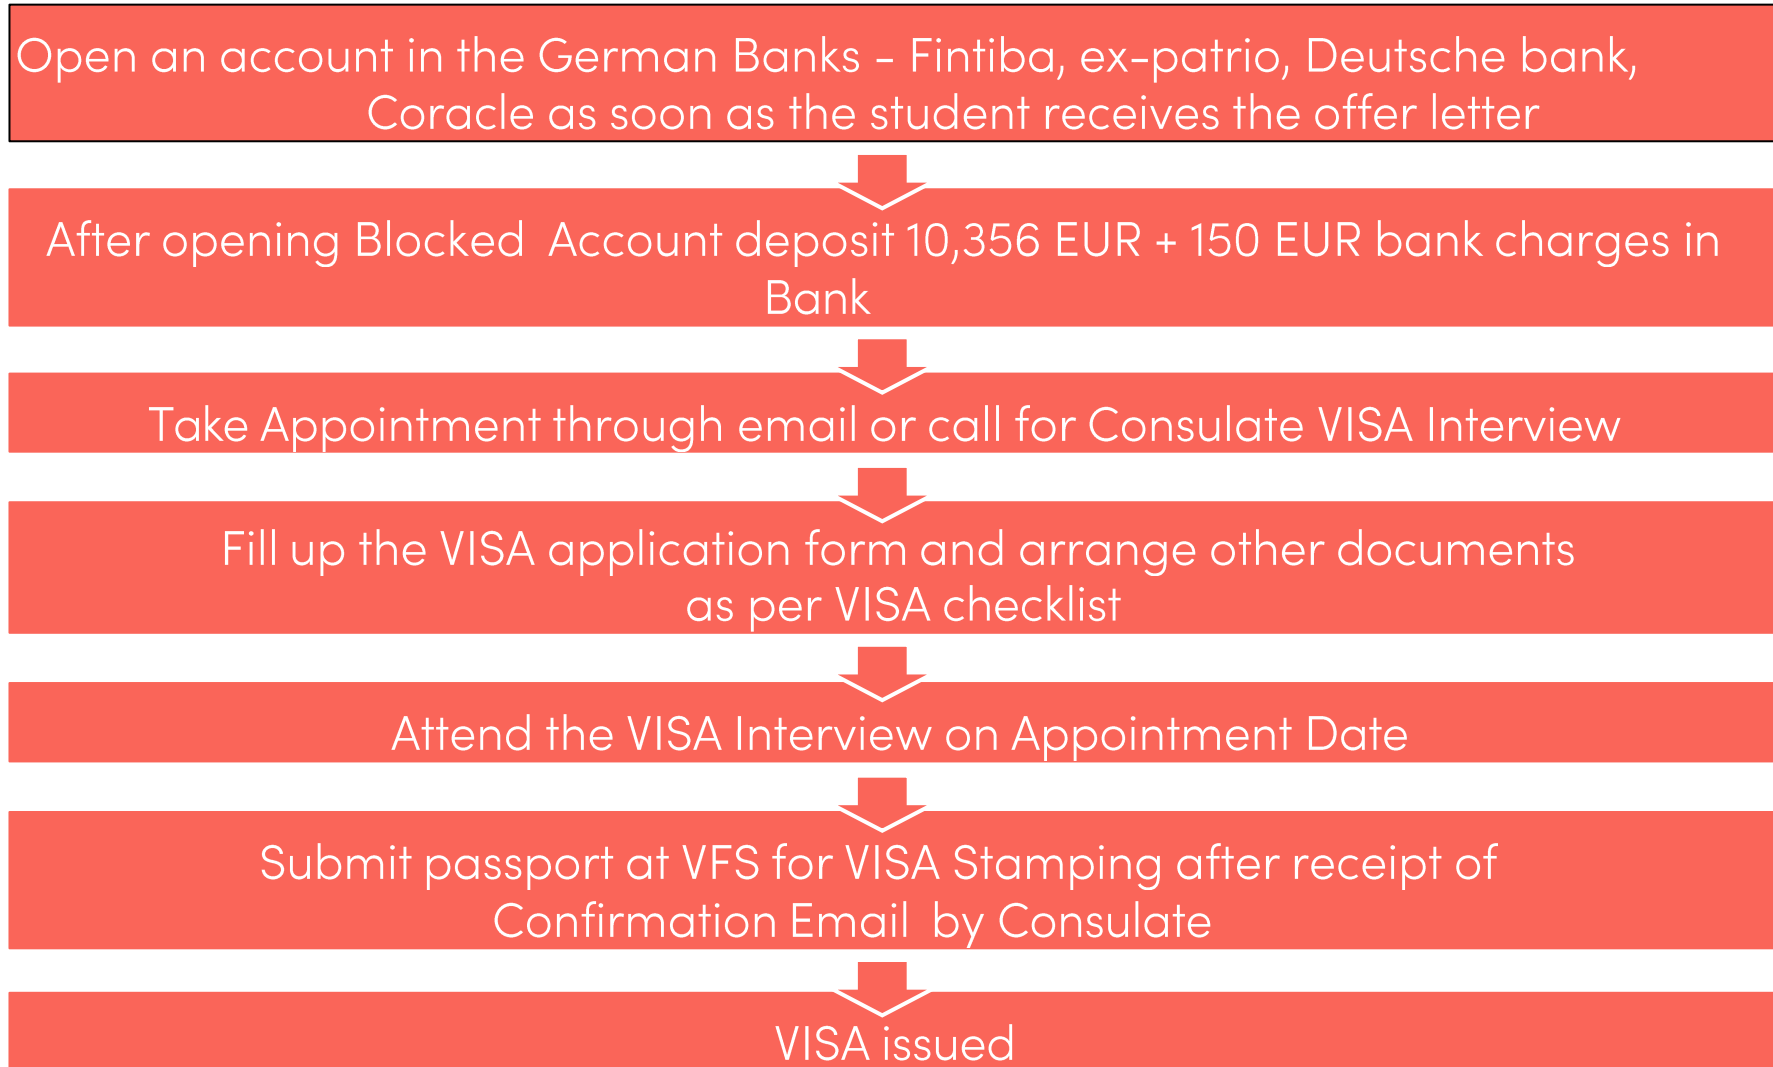 Open an account in the German Banks - Fintiba, ex-patrio, Deutsche bank,
Coracle as soon as the student receives the offer letter
After opening Blocked Account deposit 10,356 EUR + 150 EUR bank charges in
Bank
Take Appointment through email or call for Consulate VISA Interview
Fill up the VISA application form and arrange other documents
as per VISA checklist
Attend the VISA Interview on Appointment Date
Submit passport at VFS for VISA Stamping after receipt of
Confirmation Email by Consulate
VISA issued